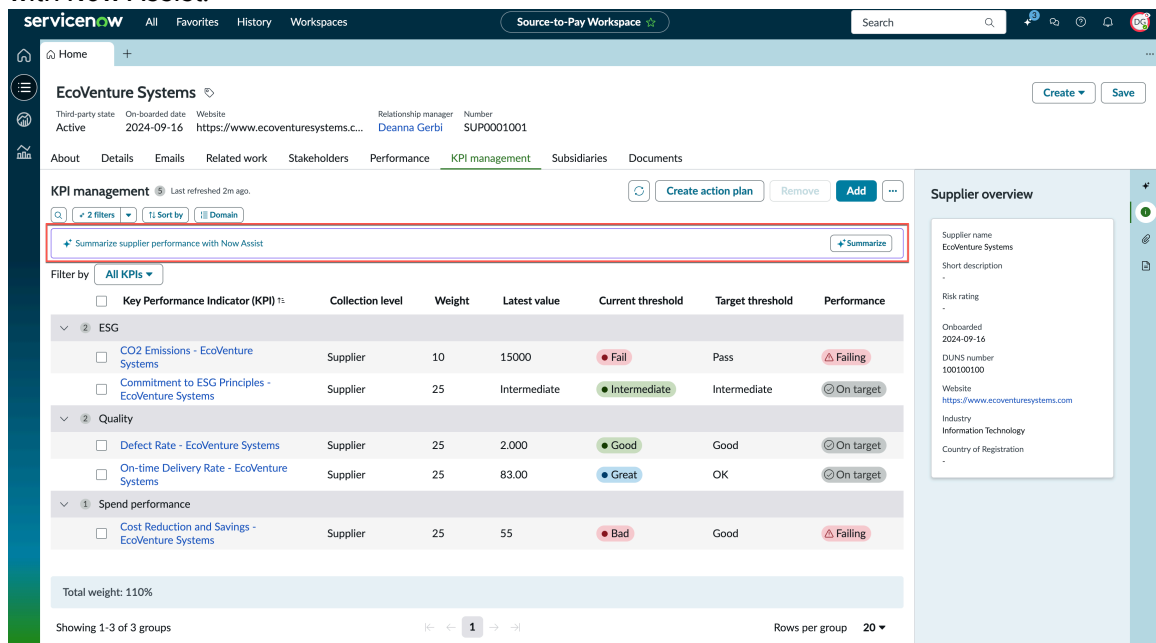 with Now Assist.
servicenow All Favorites History Workspaces Source-to-Pay Workspace Search 3 DG
Home
EcoVenture Systems Create Save
Third-party state On-boarded date Website Relationship manager Number
Active 2024-09-16 https://www.ecoventuresystems.c... Deanna Gerbi SUP0001001
About Details Emails Related work Stakeholders Performance KPI management Subsidiaries Documents
KPI management 5 Last refreshed 2m ago. Create action plan Remove Add
2 filters Sort by Domain
Summarize supplier performance with Now Assist Summarize
Filter by All KPIs
Key Performance Indicator (KPI) Collection level Weight Latest value Current threshold Target threshold Performance
2 ESG
CO2 Emissions - EcoVenture
Systems Supplier 10 15000 Fail Pass Failing
Commitment to ESG Principles -
EcoVenture Systems Supplier 25 Intermediate Intermediate Intermediate On target
2 Quality
Defect Rate - EcoVenture Systems Supplier 25 2.000 Good Good On target
On-time Delivery Rate - EcoVenture
Systems Supplier 25 83.00 Great OK On target
1 Spend performance
Cost Reduction and Savings -
EcoVenture Systems Supplier 25 55 Bad Good Failing
Total weight: 110%
Showing 1-3 of 3 groups 1 Rows per group 20
Supplier overview
Supplier name
EcoVenture Systems
Short description
-
Risk rating
-
Onboarded
2024-09-16
DUNS number
100100100
Website
https://www.ecoventuresystems.com
Industry
Information Technology
Country of Registration
-